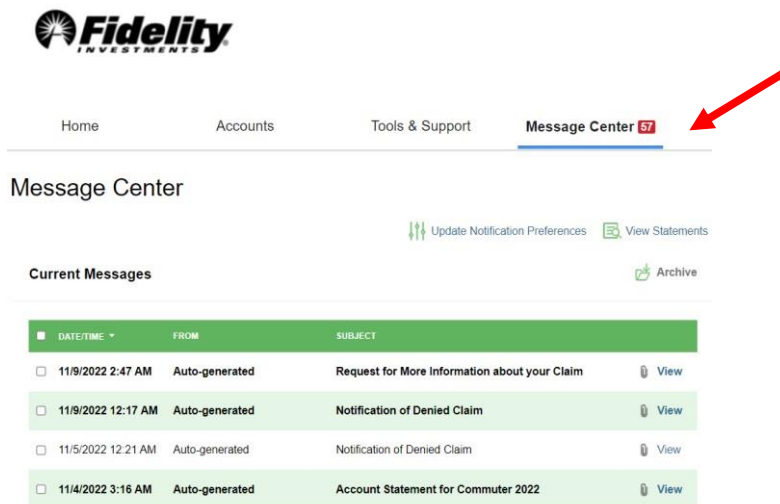 Fidelity
INVESTMENTS
Home Accounts Tools & Support Message Center 57
Message Center
Update Notification Preferences View Statements
Current Messages Archive
DATE/TIME FROM SUBJECT
11/9/2022 2:47 AM Auto-generated Request for More Information about your Claim View
11/9/2022 12:17 AM Auto-generated Notification of Denied Claim View
11/5/2022 12:21 AM Auto-generated Notification of Denied Claim View
11/4/2022 3:16 AM Auto-generated Account Statement for Commuter 2022 View